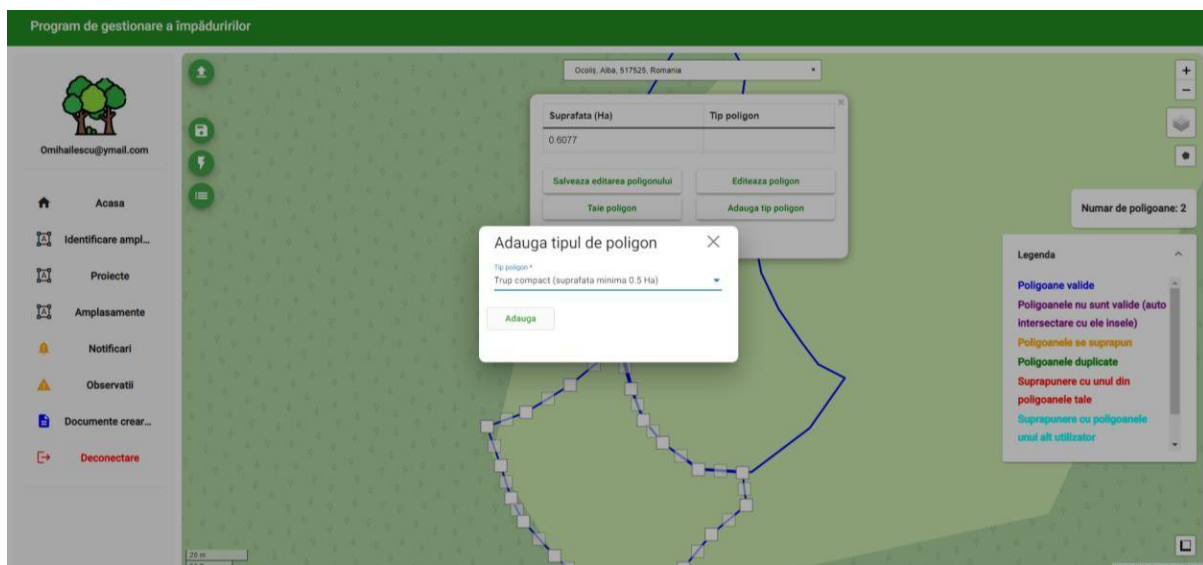 Program de gestionare a împăduririlor
Omihailescu@ymail.com
Acasa
Identificare ampl...
Proiecte
Amplasamente
Notificari
Observatii
Documente crear...
Deconectare
Ocoliș, Alba, 517525, Romania
Suprafata (Ha) Tip poligon
0.6077
Salveaza editarea poligonului Editeaza poligon
Taie poligon Adauga tip poligon
Adauga tipul de poligon
Tip poligon *
Trup compact (suprafata minima 0.5 Ha)
Adauga
+
−
Numar de poligoane: 2
Legenda
Poligoane valide
Poligoanele nu sunt valide (auto
intersectare cu ele insele)
Poligoanele se suprapun
Poligoanele duplicate
Suprapunere cu unul din
poligoanele tale
Suprapunere cu poligoanele
unui alt utilizator
20 m